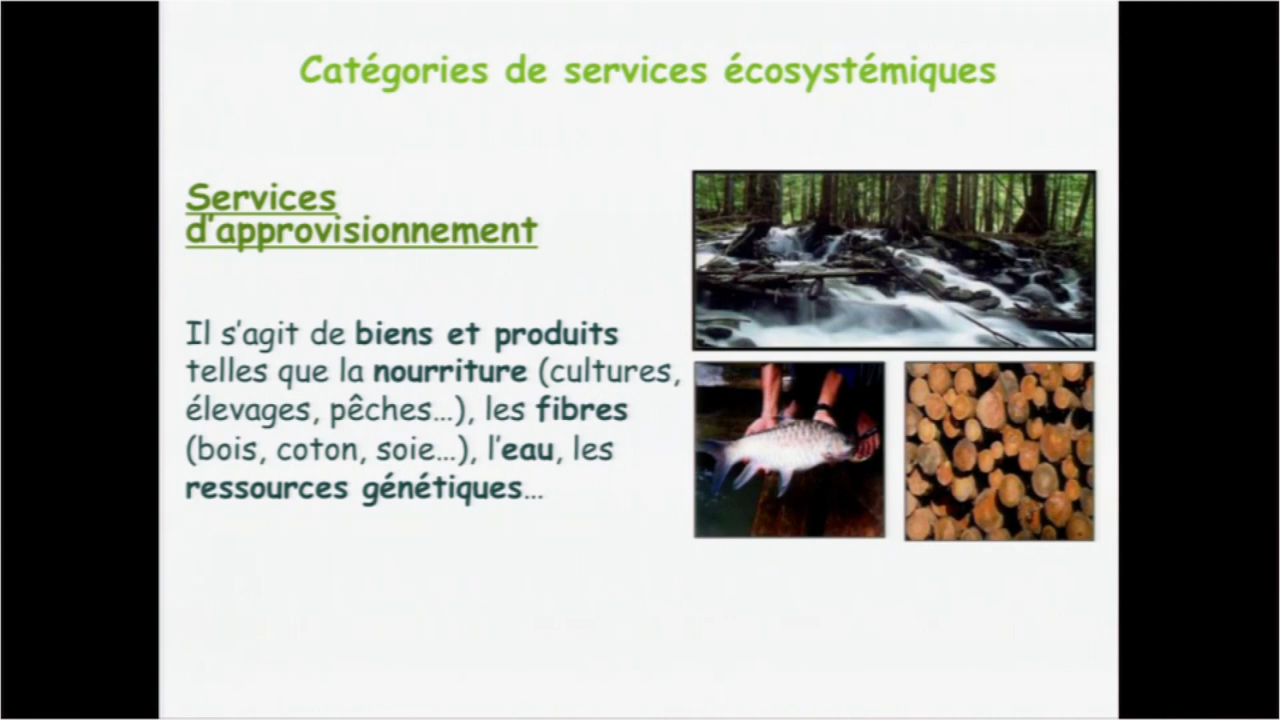 Catégories de services écosystémiques
Services
d'approvisionnement
Il s'agit de biens et produits
telles que la nourriture (cultures,
élevages, pêches…), les fibres
(bois, coton, soie…), l'eau, les
ressources génétiques…